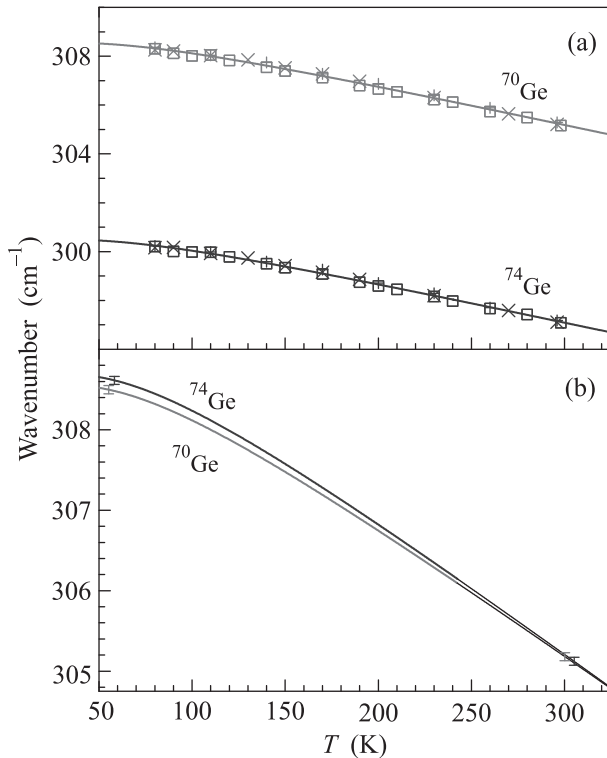 308
(a)
⁷⁰Ge
304
300
⁷⁴Ge
Wavenumber (cm⁻¹)
(b)
⁷⁴Ge
308
⁷⁰Ge
307
306
305
50 100 150 200 250 300
T (K)